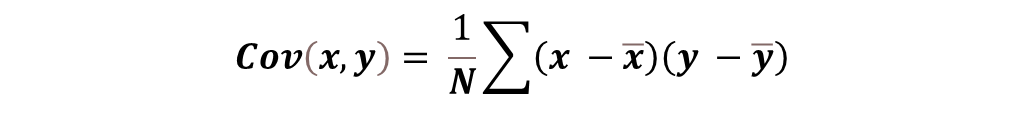 Cov(x, y) = 1/N ∑(x − x̅)(y − y̅)